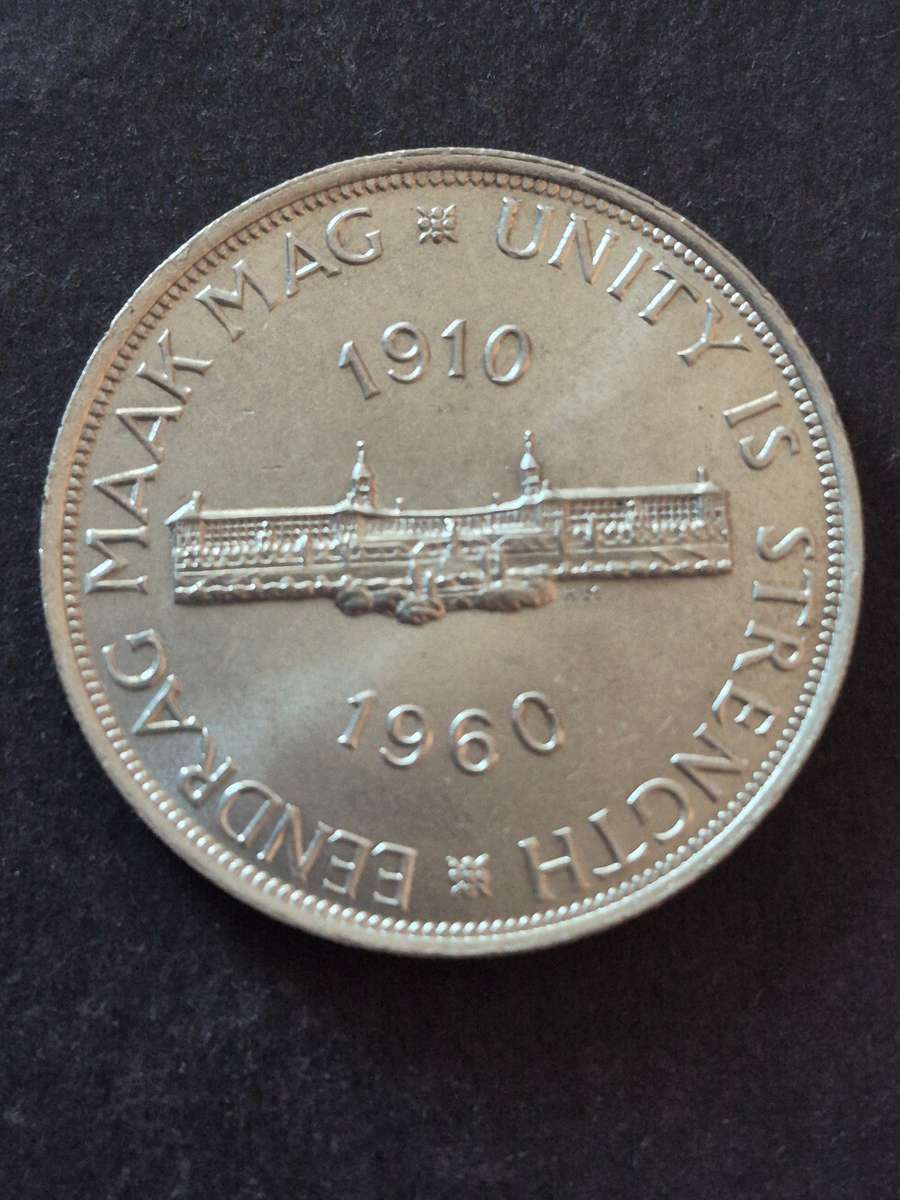 EENDRAG MAAK MAG
UNITY IS STRENGTH
1910
1960